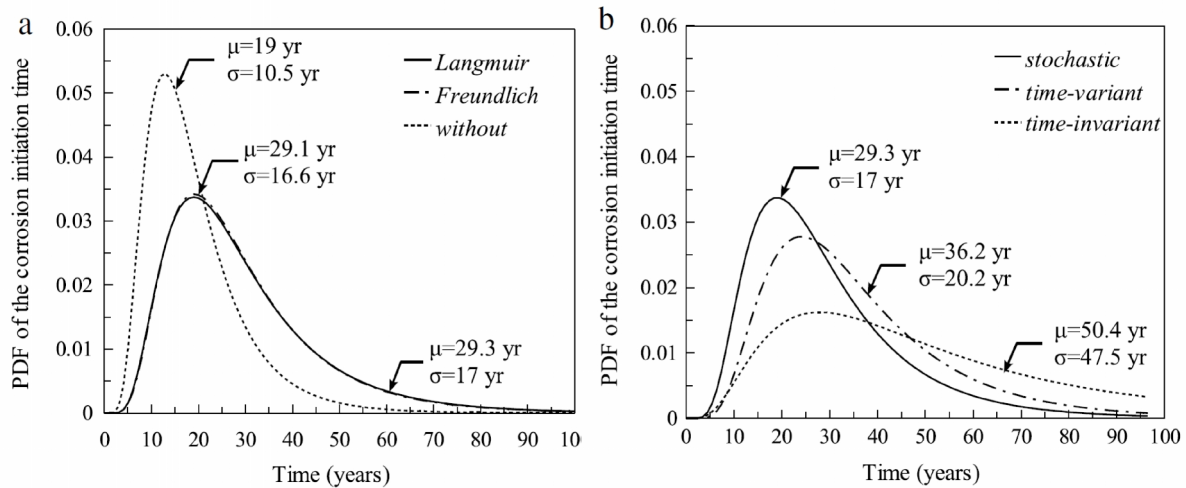 a
PDF of the corrosion initiation time
0.06
0.05
0.04
0.03
0.02
0.01
0
μ=19 yr
σ=10.5 yr
Langmuir
Freundlich
without
μ=29.1 yr
σ=16.6 yr
μ=29.3 yr
σ=17 yr
0 10 20 30 40 50 60 70 80 90 10
Time (years)
b
PDF of the corrosion initiation time
0.06
0.05
0.04
0.03
0.02
0.01
0
stochastic
time-variant
time-invariant
μ=29.3 yr
σ=17 yr
μ=36.2 yr
σ=20.2 yr
μ=50.4 yr
σ=47.5 yr
0 10 20 30 40 50 60 70 80 90 100
Time (years)